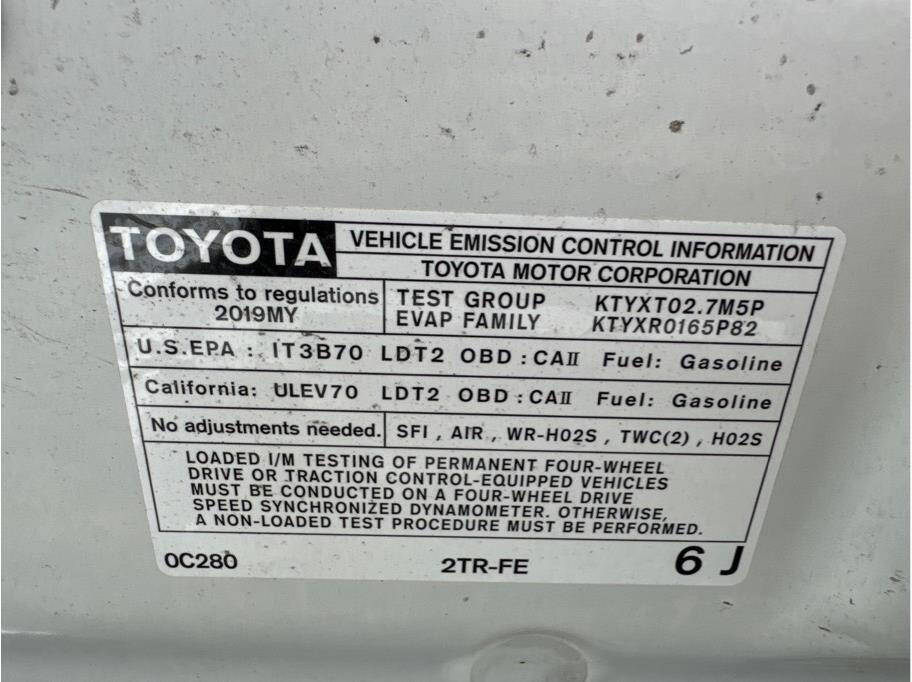 TOYOTA
VEHICLE EMISSION CONTROL INFORMATION
TOYOTA MOTOR CORPORATION
Conforms to regulations
2019MY
TEST GROUP KTYXT02.7M5P
EVAP FAMILY KTYXR0165P82
U.S.EPA : IT3B70 LDT2 OBD : CAⅡ Fuel: Gasoline
California: ULEV70 LDT2 OBD : CAⅡ Fuel: Gasoline
No adjustments needed.
SFI , AIR , WR-HO2S , TWC(2) , HO2S
LOADED I/M TESTING OF PERMANENT FOUR-WHEEL
DRIVE OR TRACTION CONTROL-EQUIPPED VEHICLES
MUST BE CONDUCTED ON A FOUR-WHEEL DRIVE
SPEED SYNCHRONIZED DYNAMOMETER. OTHERWISE,
A NON-LOADED TEST PROCEDURE MUST BE PERFORMED.
0C280 2TR-FE 6 J